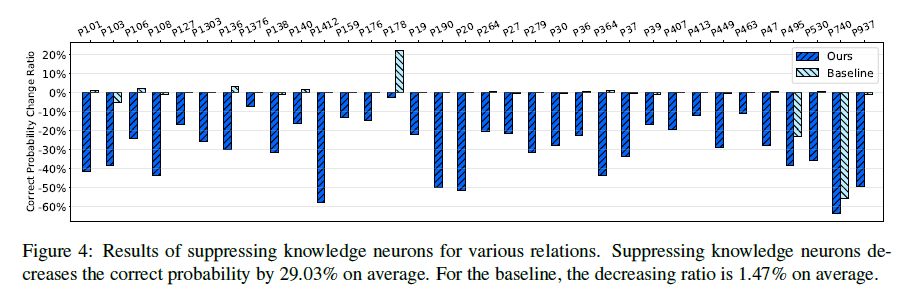 P101 P103 P106 P108 P127 P1303 P136 P1376 P138 P140 P1412 P159 P176 P178 P19 P190 P20 P264 P27 P279 P30 P36 P364 P37 P39 P407 P413 P449 P463 P47 P495 P530 P740 P937
Correct Probability Change Ratio
20%
10%
0%
-10%
-20%
-30%
-40%
-50%
-60%
Ours
Baseline
Figure 4: Results of suppressing knowledge neurons for various relations. Suppressing knowledge neurons de-
creases the correct probability by 29.03% on average. For the baseline, the decreasing ratio is 1.47% on average.